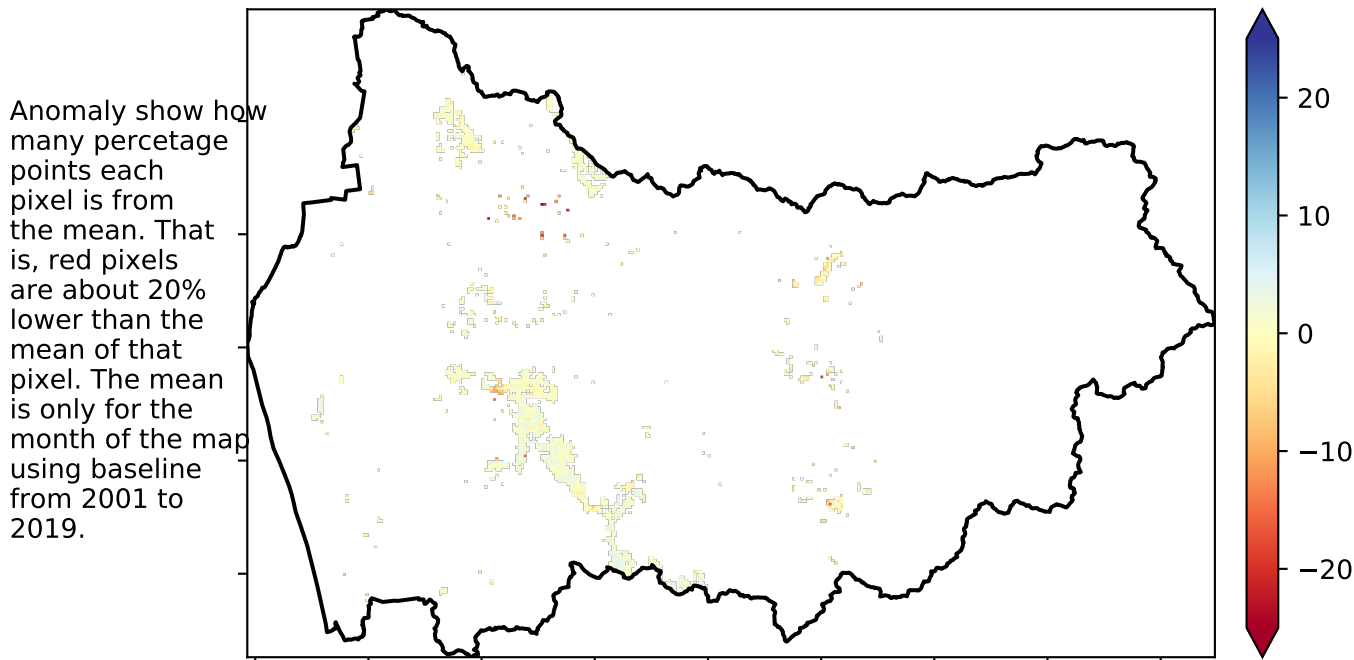 Anomaly show how
many percetage
points each
pixel is from
the mean. That
is, red pixels
are about 20%
lower than the
mean of that
pixel. The mean
is only for the
month of the map
using baseline
from 2001 to
2019.
20
10
0
−10
−20